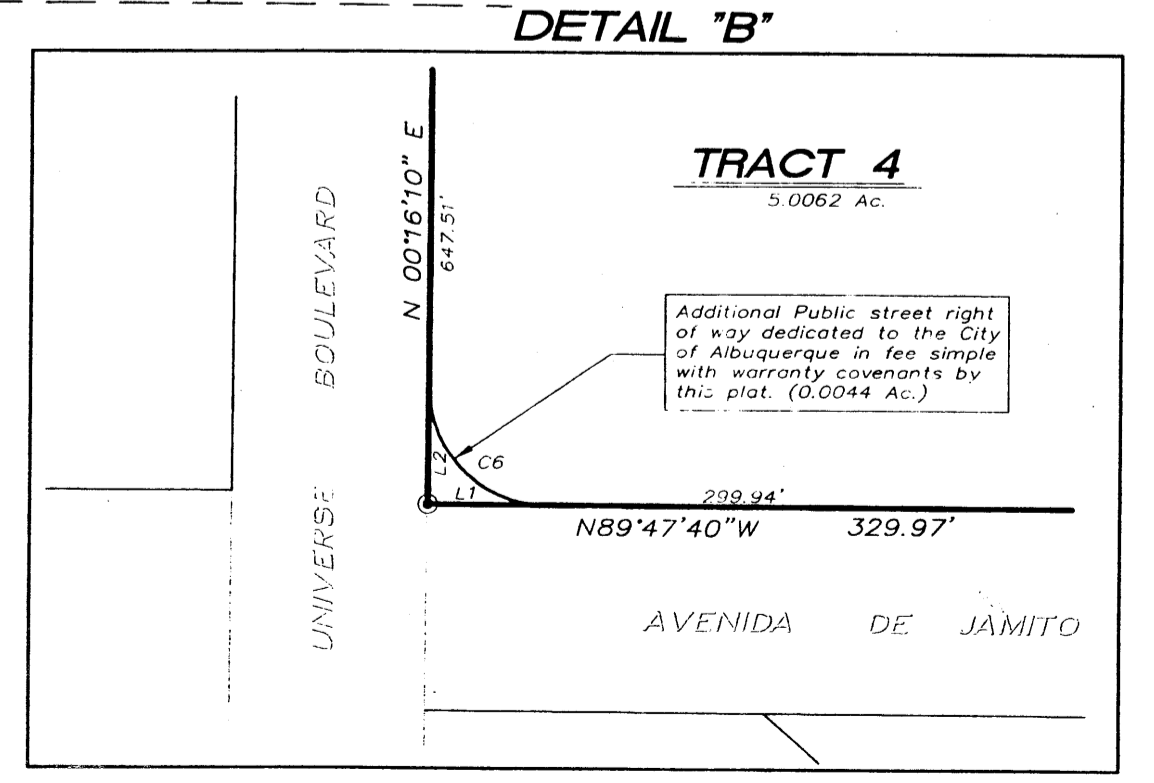 DETAIL "B"
N 00°16'10" E
647.51'
TRACT 4
5.0062 Ac.
BOULEVARD
UNIVERSE
Additional Public street right
of way dedicated to the City
of Albuquerque in fee simple
with warranty covenants by
this plat. (0.0044 Ac.)
L2
C6
L1
299.94'
N89°47'40"W 329.97'
AVENIDA DE JAMITO